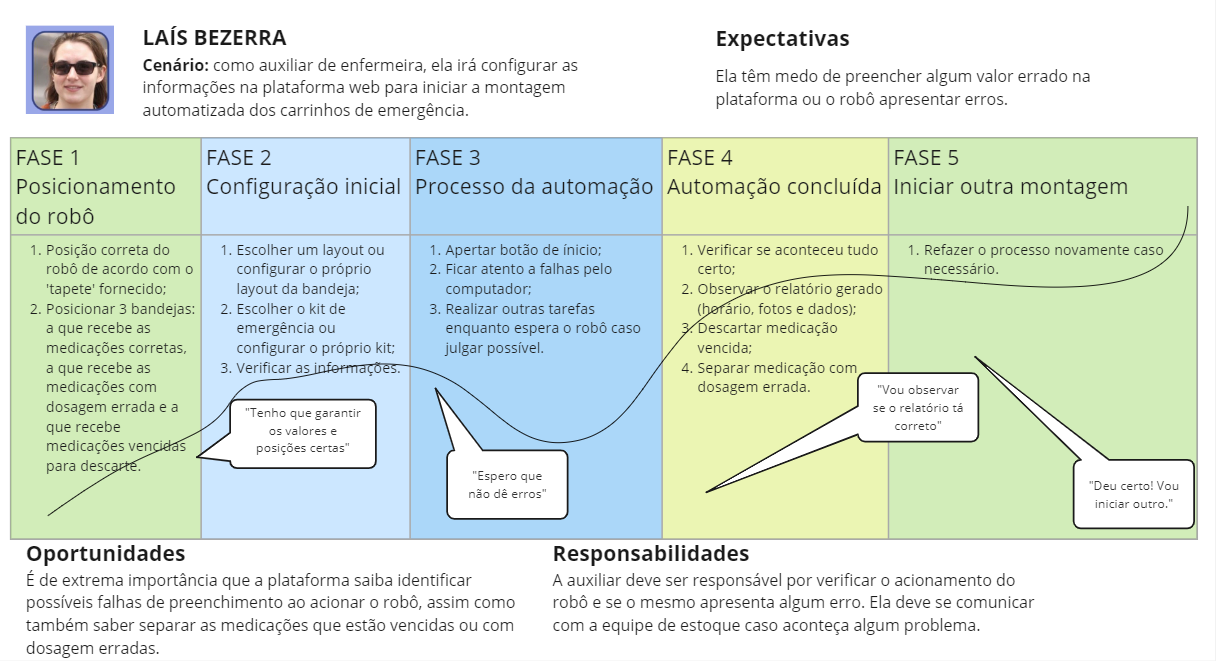 LAÍS BEZERRA
Cenário: como auxiliar de enfermeira, ela irá configurar as
informações na plataforma web para iniciar a montagem
automatizada dos carrinhos de emergência.
Expectativas
Ela têm medo de preencher algum valor errado na
plataforma ou o robô apresentar erros.
FASE 1
Posicionamento
do robô
1. Posição correta do
robô de acordo com o
'tapete' fornecido;
2. Posicionar 3 bandejas:
a que recebe as
medicações corretas,
a que recebe as
medicações com
dosagem errada e a
que recebe
medicações vencidas
para descarte.
FASE 2
Configuração inicial
1. Escolher um layout ou
configurar o próprio
layout da bandeja;
2. Escolher o kit de
emergência ou
configurar o próprio kit;
3. Verificar as informações.
"Tenho que garantir
os valores e
posições certas"
FASE 3
Processo da automação
1. Apertar botão de ínicio;
2. Ficar atento a falhas pelo
computador;
3. Realizar outras tarefas
enquanto espera o robô caso
julgar possível.
"Espero que
não dê erros"
FASE 4
Automação concluída
1. Verificar se aconteceu tudo
certo;
2. Observar o relatório gerado
(horário, fotos e dados);
3. Descartar medicação
vencida;
4. Separar medicação com
dosagem errada.
"Vou observar
se o relatório tá
correto"
FASE 5
Iniciar outra montagem
1. Refazer o processo novamente caso
necessário.
"Deu certo! Vou
iniciar outro."
Oportunidades
É de extrema importância que a plataforma saiba identificar
possíveis falhas de preenchimento ao acionar o robô, assim como
também saber separar as medicações que estão vencidas ou com
dosagem erradas.
Responsabilidades
A auxiliar deve ser responsável por verificar o acionamento do
robô e se o mesmo apresenta algum erro. Ela deve se comunicar
com a equipe de estoque caso aconteça algum problema.